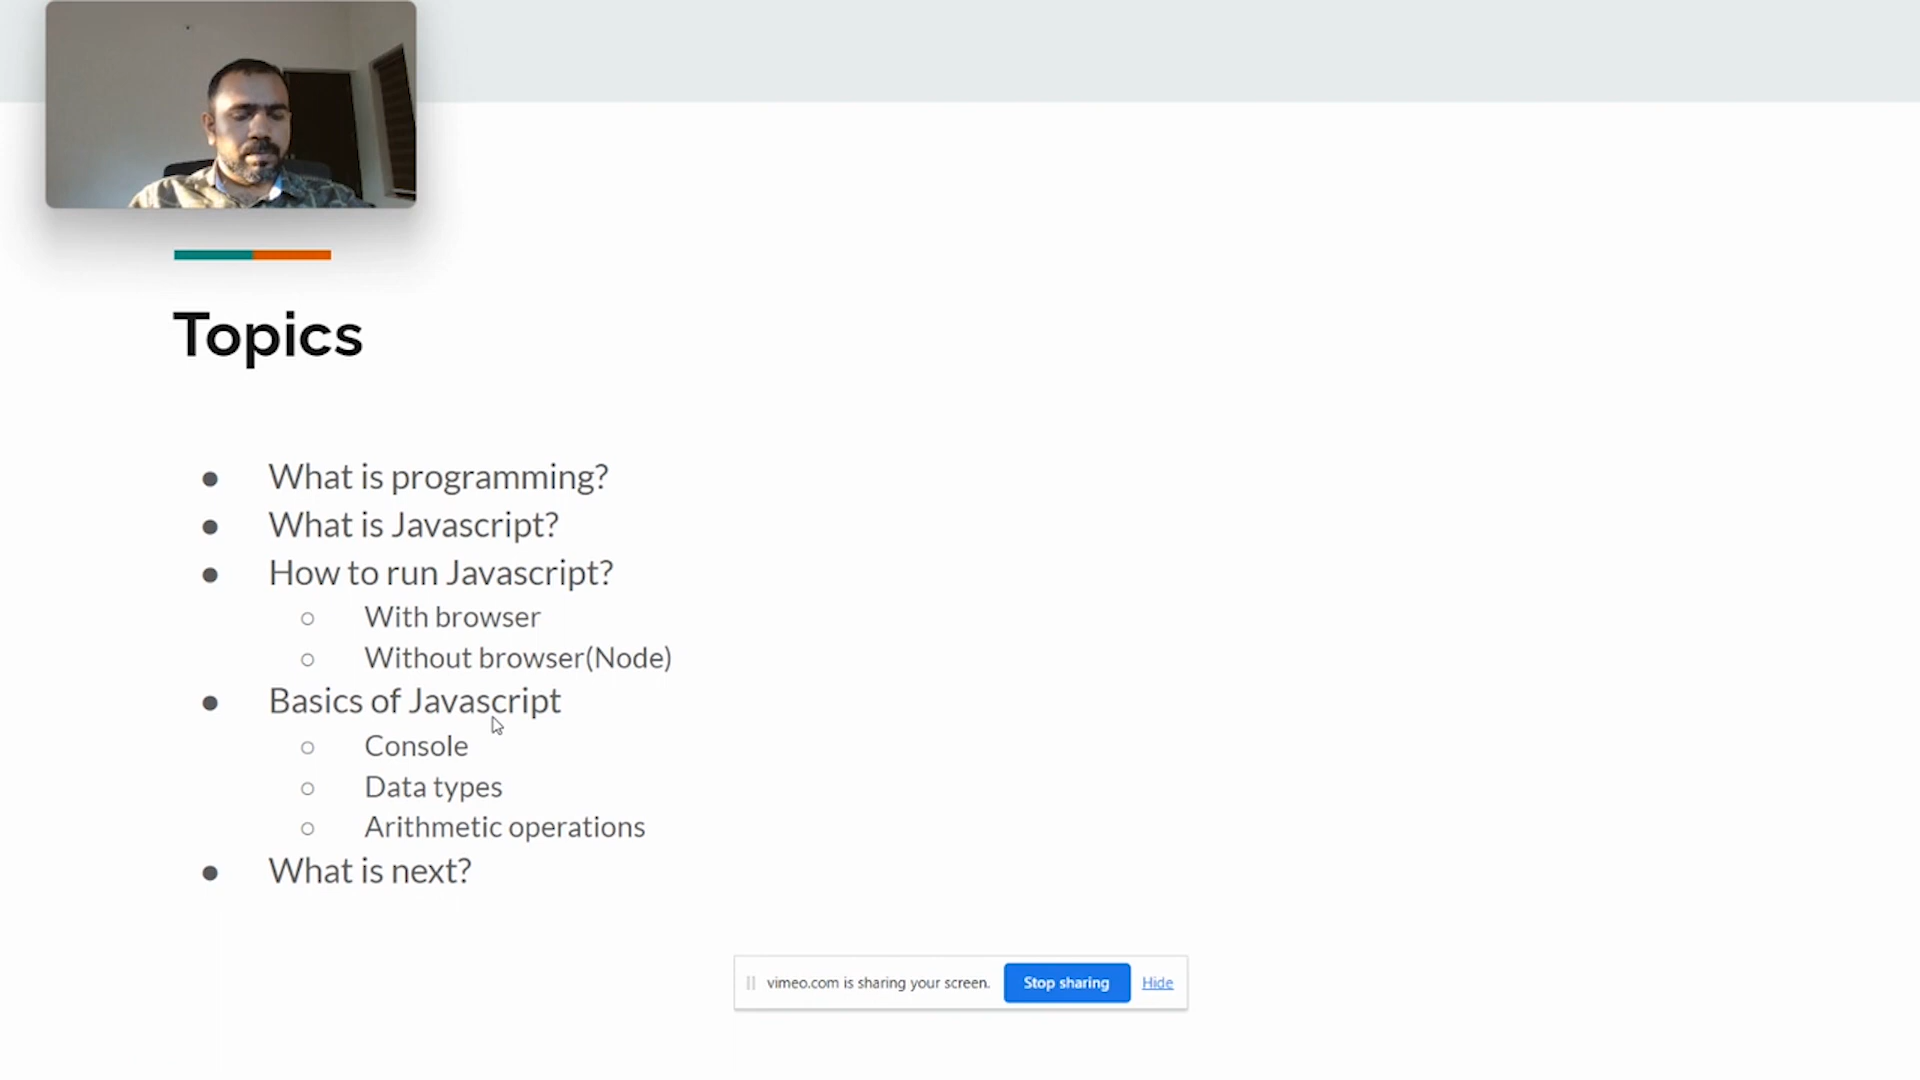 Topics
What is programming?
What is Javascript?
How to run Javascript?
With browser
Without browser(Node)
Basics of Javascript
Console
Data types
Arithmetic operations
What is next?
vimeo.com is sharing your screen. Stop sharing Hide